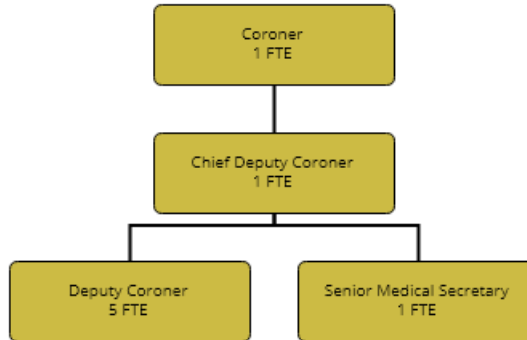 Coroner
1 FTE
Chief Deputy Coroner
1 FTE
Deputy Coroner
5 FTE
Senior Medical Secretary
1 FTE